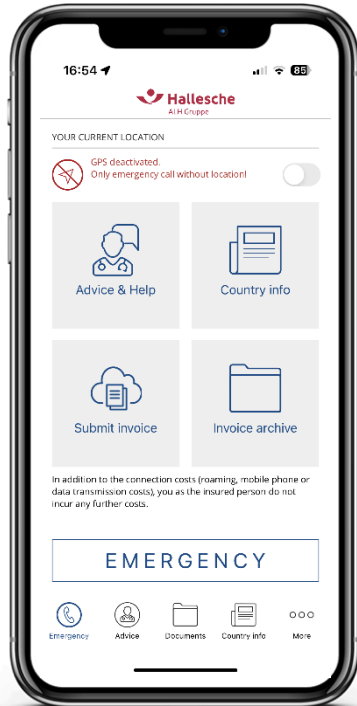 16:54
85
Hallesche
ALH Gruppe
YOUR CURRENT LOCATION
GPS deactivated.
Only emergency call without location!
Advice & Help
Country info
Submit invoice
Invoice archive
In addition to the connection costs (roaming, mobile phone or
data transmission costs), you as the insured person do not
incur any further costs.
EMERGENCY
Emergency
Advice
Documents
Country info
More